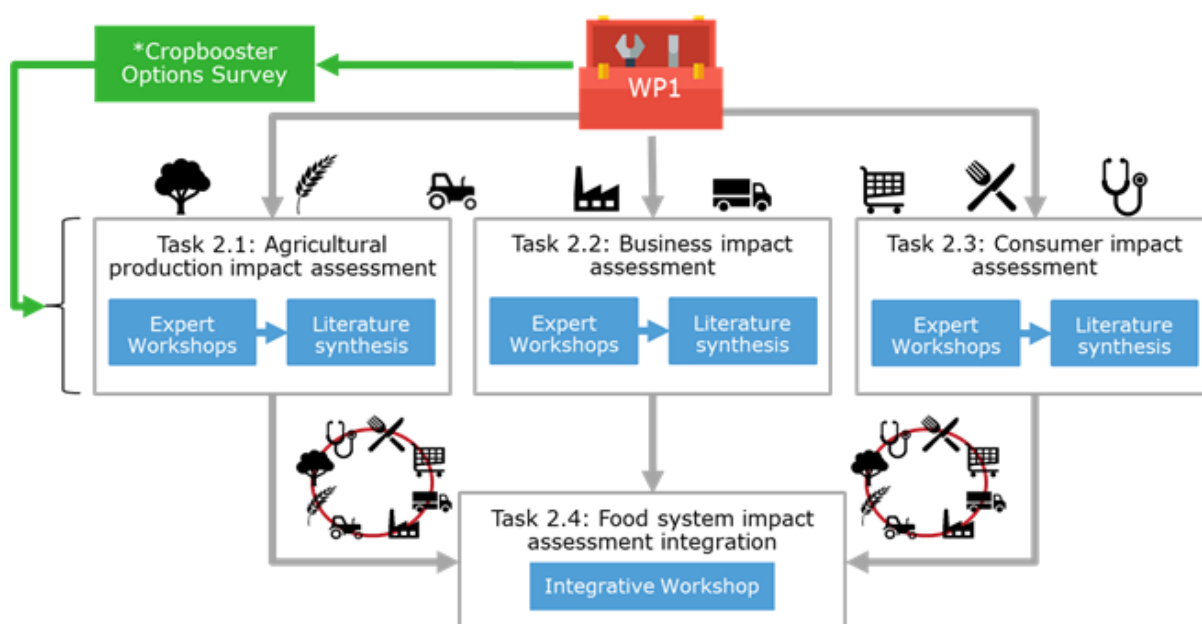 *Cropbooster
Options Survey
WP1
Task 2.1: Agricultural
production impact assessment
Expert
Workshops
Literature
synthesis
Task 2.2: Business impact
assessment
Expert
Workshops
Literature
synthesis
Task 2.3: Consumer impact
assessment
Expert
Workshops
Literature
synthesis
Task 2.4: Food system impact
assessment integration
Integrative Workshop